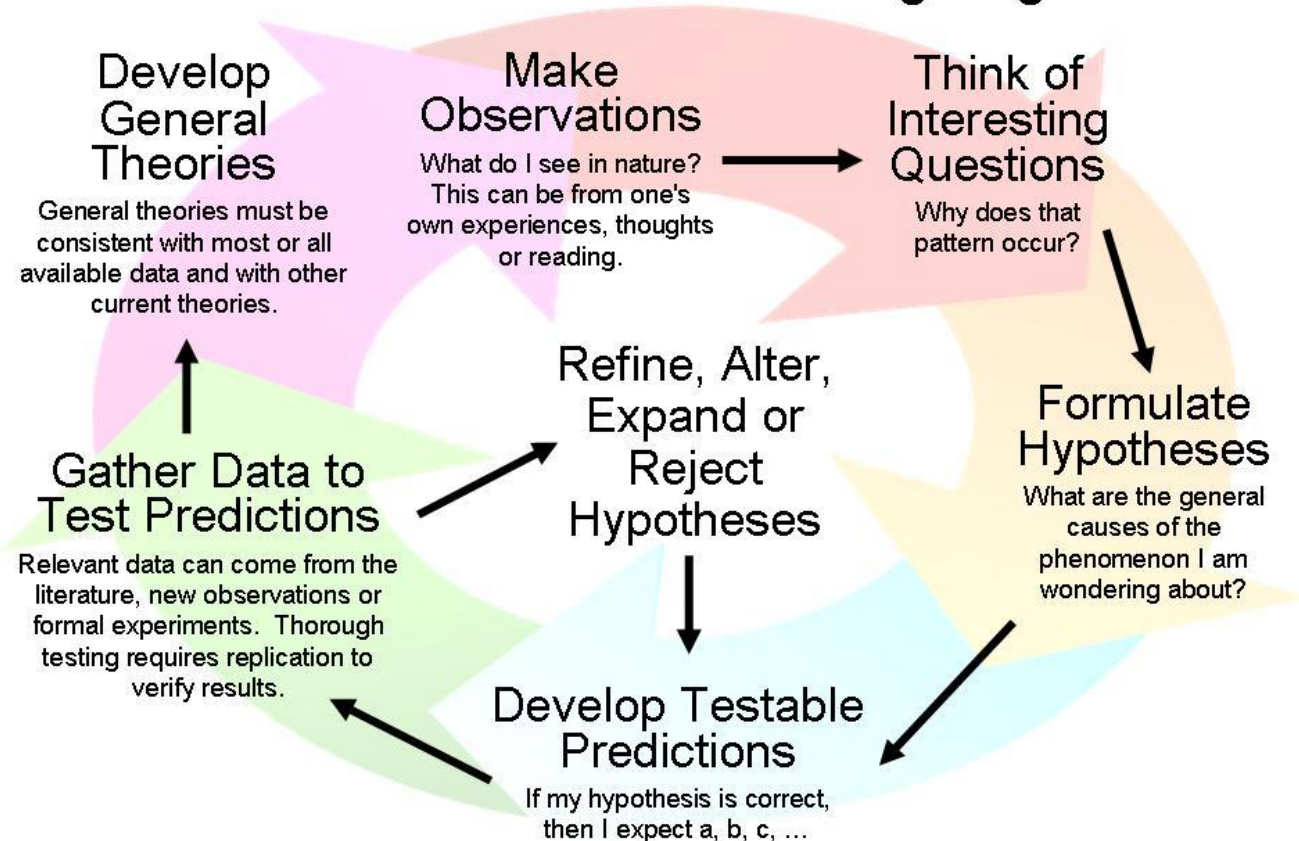 Make
Observations
What do I see in nature?
This can be from one's
own experiences, thoughts
or reading.
Think of
Interesting
Questions
Why does that
pattern occur?
Formulate
Hypotheses
What are the general
causes of the
phenomenon I am
wondering about?
Develop Testable
Predictions
If my hypothesis is correct,
then I expect a, b, c, ...
Gather Data to
Test Predictions
Relevant data can come from the
literature, new observations or
formal experiments. Thorough
testing requires replication to
verify results.
Refine, Alter,
Expand or
Reject
Hypotheses
Develop
General
Theories
General theories must be
consistent with most or all
available data and with other
current theories.